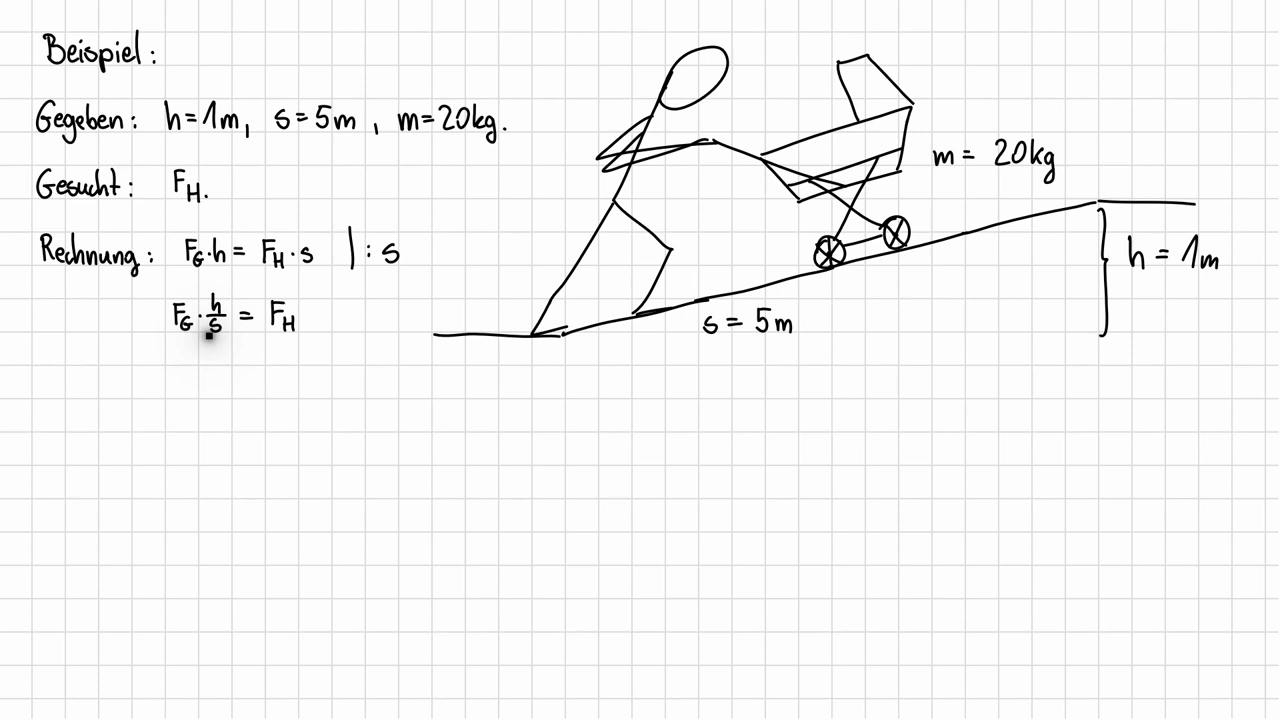 Beispiel:
Gegeben: h = 1m, s = 5m, m = 20kg.
Gesucht: F_H.
Rechnung: F_G · h = F_H · s | : s
F_G · h/s = F_H
m = 20kg
h = 1m
s = 5m